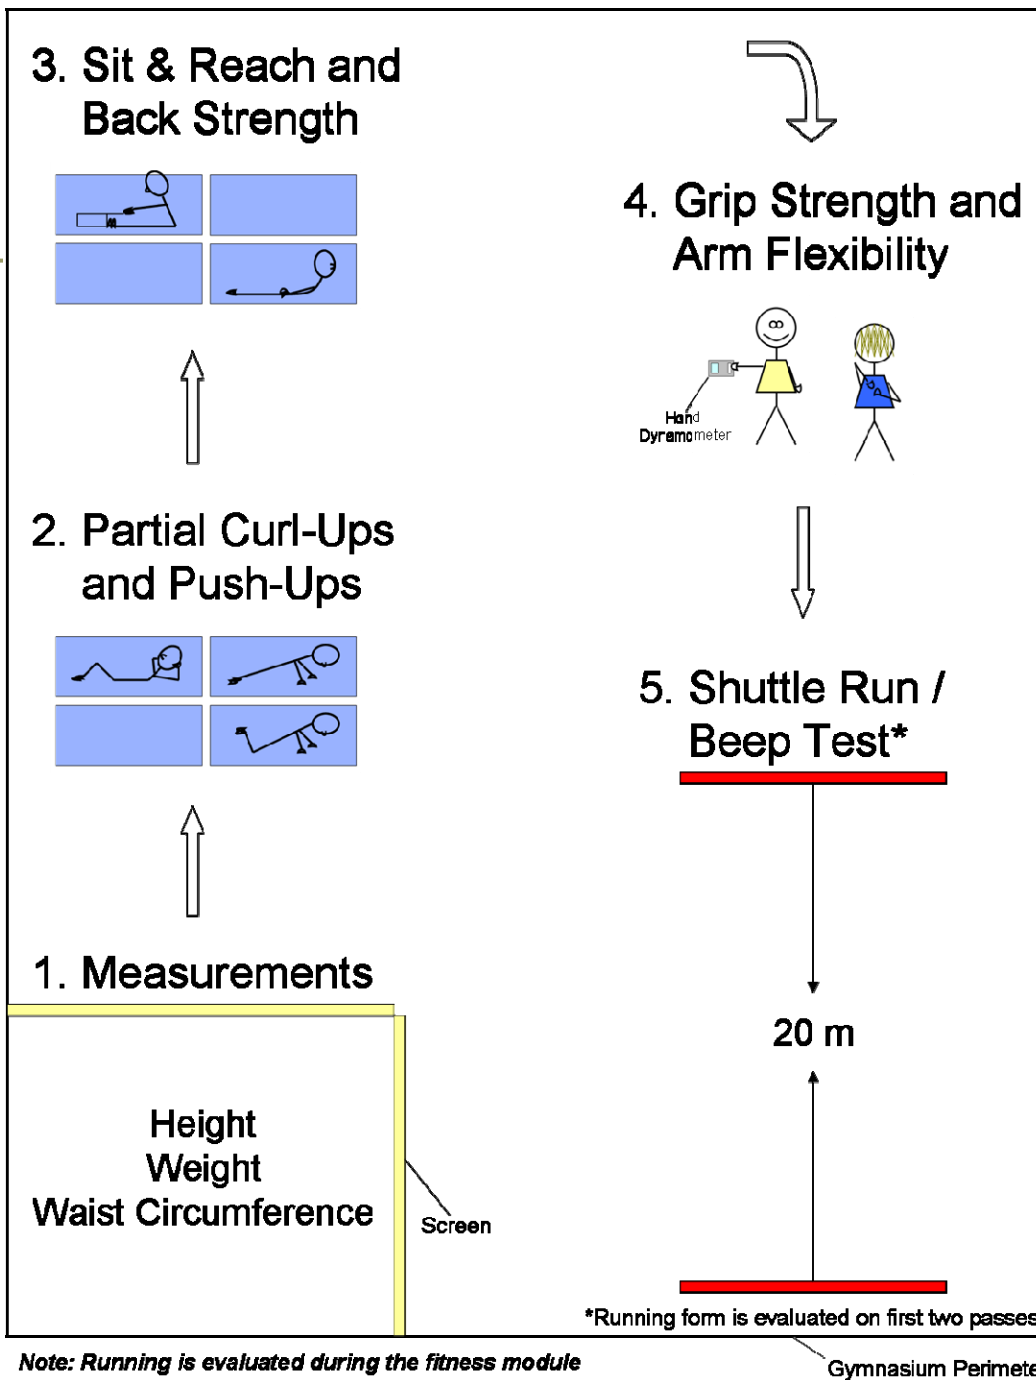 3. Sit & Reach and
Back Strength
4. Grip Strength and
Arm Flexibility
Hand
Dynamometer
2. Partial Curl-Ups
and Push-Ups
5. Shuttle Run /
Beep Test*
1. Measurements
20 m
Height
Weight
Waist Circumference
Screen
*Running form is evaluated on first two passes
Note: Running is evaluated during the fitness module
Gymnasium Perimete